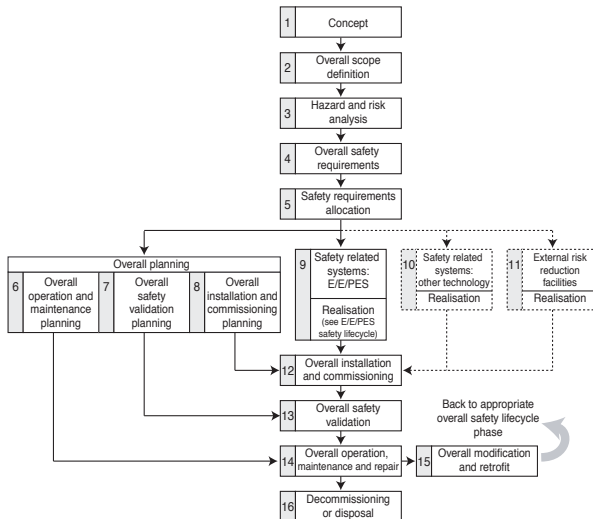 1 Concept
2 Overall scope
definition
3 Hazard and risk
analysis
4 Overall safety
requirements
5 Safety requirements
allocation
Overall planning
6 Overall
operation and
maintenance
planning
7 Overall
safety
validation
planning
8 Overall
installation and
commissioning
planning
9 Safety related
systems:
E/E/PES
Realisation
(see E/E/PES
safety lifecycle)
10 Safety related
systems:
other technology
Realisation
11 External risk
reduction
facilities
Realisation
12 Overall installation
and commissioning
13 Overall safety
validation
Back to appropriate
overall safety lifecycle
phase
14 Overall operation,
maintenance and repair
15 Overall modification
and retrofit
16 Decommissioning
or disposal